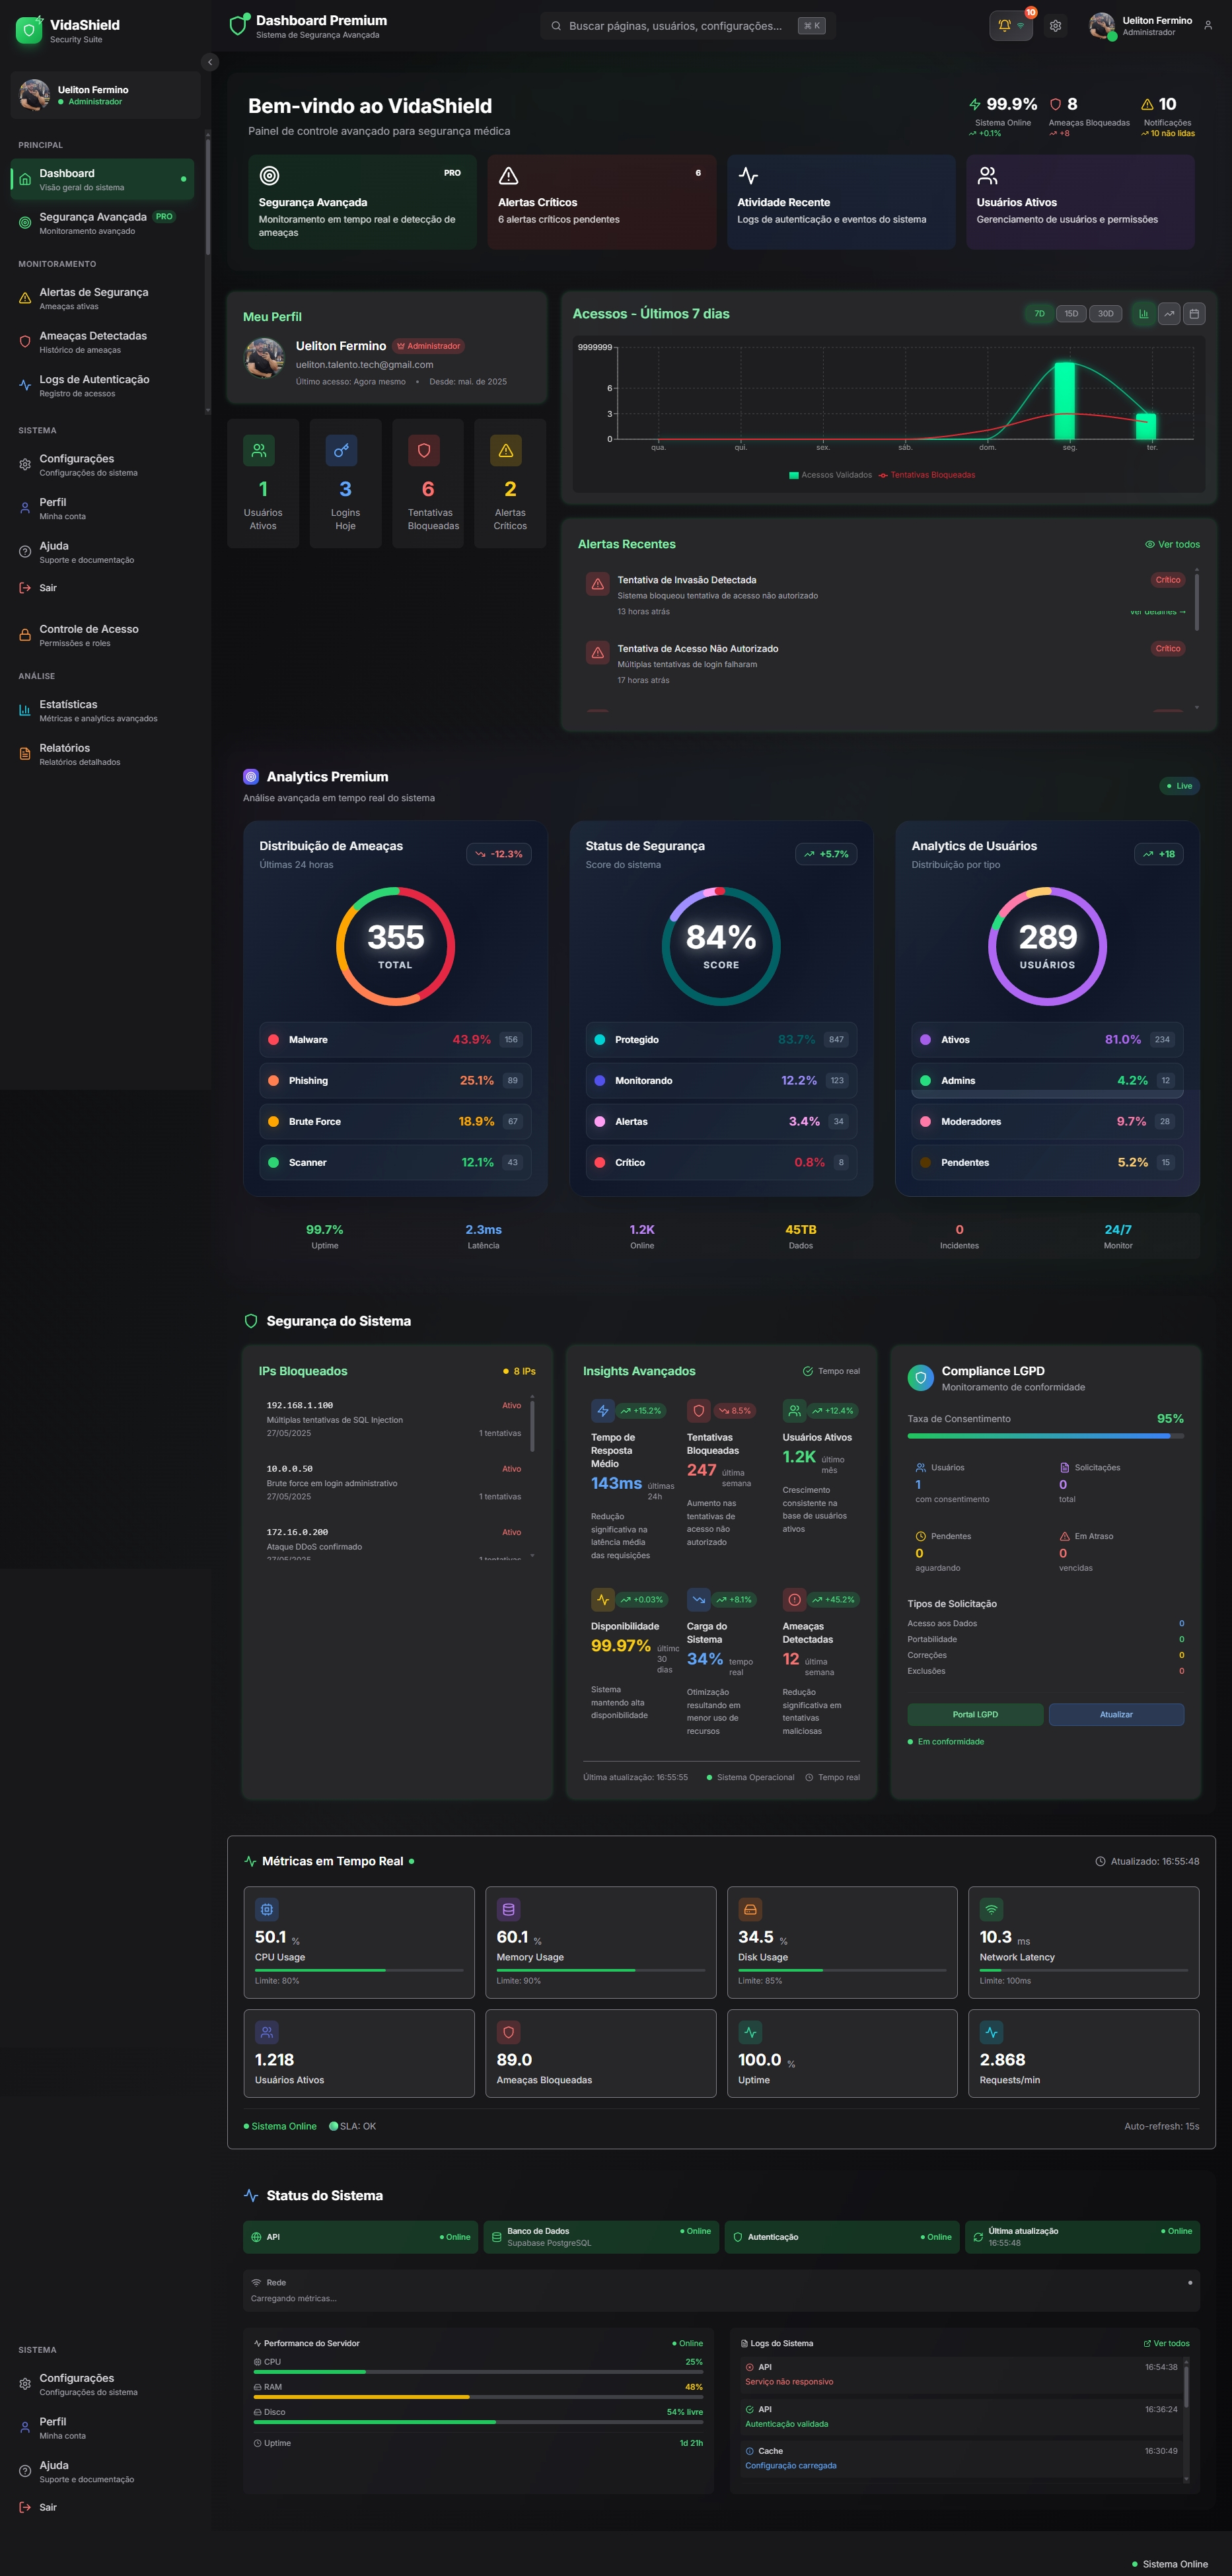 VidaShield
Security Suite
Ueliton Fermino
Administrador
PRINCIPAL
Dashboard
Visão geral do sistema
Segurança Avançada PRO
Monitoramento avançado
MONITORAMENTO
Alertas de Segurança
Ameaças ativas
Ameaças Detectadas
Histórico de ameaças
Logs de Autenticação
Registro de acessos
SISTEMA
Configurações
Configurações do sistema
Perfil
Minha conta
Ajuda
Suporte e documentação
Sair
Controle de Acesso
Permissões e roles
ANÁLISE
Estatísticas
Métricas e analytics avançados
Relatórios
Relatórios detalhados
SISTEMA
Configurações
Configurações do sistema
Perfil
Minha conta
Ajuda
Suporte e documentação
Sair
Dashboard Premium
Sistema de Segurança Avançada
Buscar páginas, usuários, configurações...
⌘ K
10
Ueliton Fermino
Administrador
Bem-vindo ao VidaShield
Painel de controle avançado para segurança médica
99.9%
Sistema Online
+0.1%
8
Ameaças Bloqueadas
+8
10
Notificações
10 não lidas
PRO
Segurança Avançada
Monitoramento em tempo real e detecção de
ameaças
6
Alertas Críticos
6 alertas críticos pendentes
Atividade Recente
Logs de autenticação e eventos do sistema
Usuários Ativos
Gerenciamento de usuários e permissões
Meu Perfil
Ueliton Fermino Administrador
ueliton.talento.tech@gmail.com
Último acesso: Agora mesmo • Desde: mai. de 2025
1
Usuários
Ativos
3
Logins
Hoje
6
Tentativas
Bloqueadas
2
Alertas
Críticos
Acessos - Últimos 7 dias
7D 15D 30D
9999999
6
3
0
qua. qui. sex. sáb. dom. seg. ter.
Acessos Validados Tentativas Bloqueadas
Alertas Recentes
Ver todos
Tentativa de Invasão Detectada
Crítico
Sistema bloqueou tentativa de acesso não autorizado
13 horas atrás
Ver detalhes →
Tentativa de Acesso Não Autorizado
Crítico
Múltiplas tentativas de login falharam
17 horas atrás
Analytics Premium
Análise avançada em tempo real do sistema
Live
Distribuição de Ameaças
Últimas 24 horas
-12.3%
355
TOTAL
Malware 43.9% 156
Phishing 25.1% 89
Brute Force 18.9% 67
Scanner 12.1% 43
Status de Segurança
Score do sistema
+5.7%
84%
SCORE
Protegido 83.7% 847
Monitorando 12.2% 123
Alertas 3.4% 34
Crítico 0.8% 8
Analytics de Usuários
Distribuição por tipo
+18
289
USUÁRIOS
Ativos 81.0% 234
Admins 4.2% 12
Moderadores 9.7% 28
Pendentes 5.2% 15
99.7%
Uptime
2.3ms
Latência
1.2K
Online
45TB
Dados
0
Incidentes
24/7
Monitor
Segurança do Sistema
IPs Bloqueados
8 IPs
192.168.1.100 Ativo
Múltiplas tentativas de SQL Injection
27/05/2025 1 tentativas
10.0.0.50 Ativo
Brute force em login administrativo
27/05/2025 1 tentativas
172.16.0.200 Ativo
Ataque DDoS confirmado
27/05/2025 1 tentativas
Insights Avançados
Tempo real
+15.2%
Tempo de
Resposta
Médio
143ms últimas
24h
Redução
significativa na
latência média
das requisições
8.5%
Tentativas
Bloqueadas
247 última
semana
Aumento nas
tentativas de
acesso não
autorizado
+12.4%
Usuários Ativos
1.2K último
mês
Crescimento
consistente na
base de usuários
ativos
+0.03%
Disponibilidade
99.97%
30
dias
Sistema
mantendo alta
disponibilidade
+8.1%
Carga do
Sistema
34% tempo
real
Otimização
resultando em
menor uso de
recursos
+45.2%
Ameaças
Detectadas
12 última
semana
Redução
significativa em
tentativas
maliciosas
Última atualização: 16:55:55
Sistema Operacional
Tempo real
Compliance LGPD
Monitoramento de conformidade
Taxa de Consentimento 95%
Usuários
1
com consentimento
Solicitações
0
total
Pendentes
0
aguardando
Em Atraso
0
vencidas
Tipos de Solicitação
Acesso aos Dados 0
Portabilidade 0
Correções 0
Exclusões 0
Portal LGPD
Atualizar
Em conformidade
Métricas em Tempo Real
Atualizado: 16:55:48
50.1 %
CPU Usage
Limite: 80%
60.1 %
Memory Usage
Limite: 90%
34.5 %
Disk Usage
Limite: 85%
10.3 ms
Network Latency
Limite: 100ms
1.218
Usuários Ativos
89.0
Ameaças Bloqueadas
100.0 %
Uptime
2.868
Requests/min
Sistema Online
SLA: OK
Auto-refresh: 15s
Status do Sistema
API Online
Banco de Dados Online
Supabase PostgreSQL
Autenticação Online
Última atualização Online
16:55:48
Rede
Carregando métricas...
Performance do Servidor Online
CPU 25%
RAM 48%
Disco 54% livre
Uptime 1d 21h
Logs do Sistema Ver todos
API 16:54:38
Serviço não responsivo
API 16:36:24
Autenticação validada
Cache 16:30:49
Configuração carregada
Sistema Online